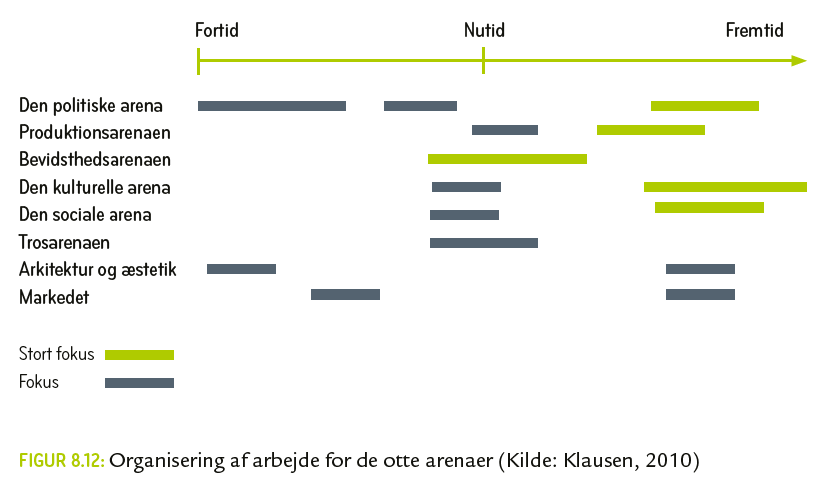 Fortid Nutid Fremtid
Den politiske arena
Produktionsarenaen
Bevidsthedsarenaen
Den kulturelle arena
Den sociale arena
Trosarenaen
Arkitektur og æstetik
Markedet
Stort fokus
Fokus
FIGUR 8.12: Organisering af arbejde for de otte arenaer (Kilde: Klausen, 2010)